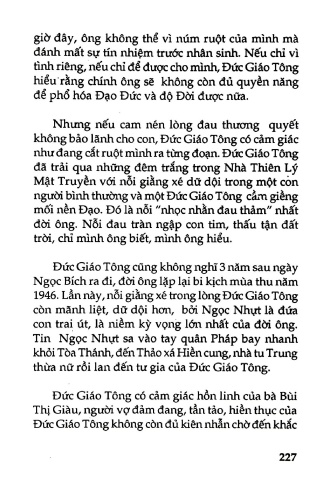 giờ đây, ông không thể vì núm ruột của mình mà
đánh mất sự tín nhiệm trước nhân sinh. Nếu chỉ vì
tình riêng, nếu chỉ để được cho mình, Đức Giáo Tông
hiểu rằng chính ông sẽ không còn đủ quyền năng
để phổ hóa Đạo Đức và độ Đời được nữa.
Nhưng nếu cam nén lòng đau thương quyết
không bảo lãnh cho con, Đức Giáo Tông có cảm giác
như đang cắt ruột mình ra từng đoạn. Đức Giáo Tông
đã trải qua những đêm trắng trong Nhà Thiên Lý
Mật Truyền với nỗi giằng xé dữ dội trong một con
người bình thường và một Đức Giáo Tông cầm giềng
mối nền Đạo. Đó là nỗi "nhọc nhằn đau thảm" nhất
đời ông. Nỗi đau tràn ngập con tim, thấu tận đất
trời, chỉ mình ông biết, mình ông hiểu.
Đức Giáo Tông cũng không nghĩ 3 năm sau ngày
Ngọc Bích ra đi, đời ông lặp lại bi kịch mùa thu năm
1946. Lần này, nỗi giằng xé trong lòng Đức Giáo Tông
còn mãnh liệt, dữ dội hơn, bởi Ngọc Nhựt là đứa
con trai út, là niềm kỳ vọng lớn nhất của đời ông.
Tin Ngọc Nhựt sa vào tay quân Pháp bay nhanh
khỏi Tòa Thánh, đến Thảo xá Hiền cung, nhà tu Trung
thừa nữ rồi lan đến tư gia của Đức Giáo Tông.
Đức Giáo Tông có cảm giác hồn linh của bà Bùi
Thị Giàu, người vợ đảm đang, tần tảo, hiền thục của
Đức Giáo Tông không còn đủ kiên nhẫn chờ đến khắc
227